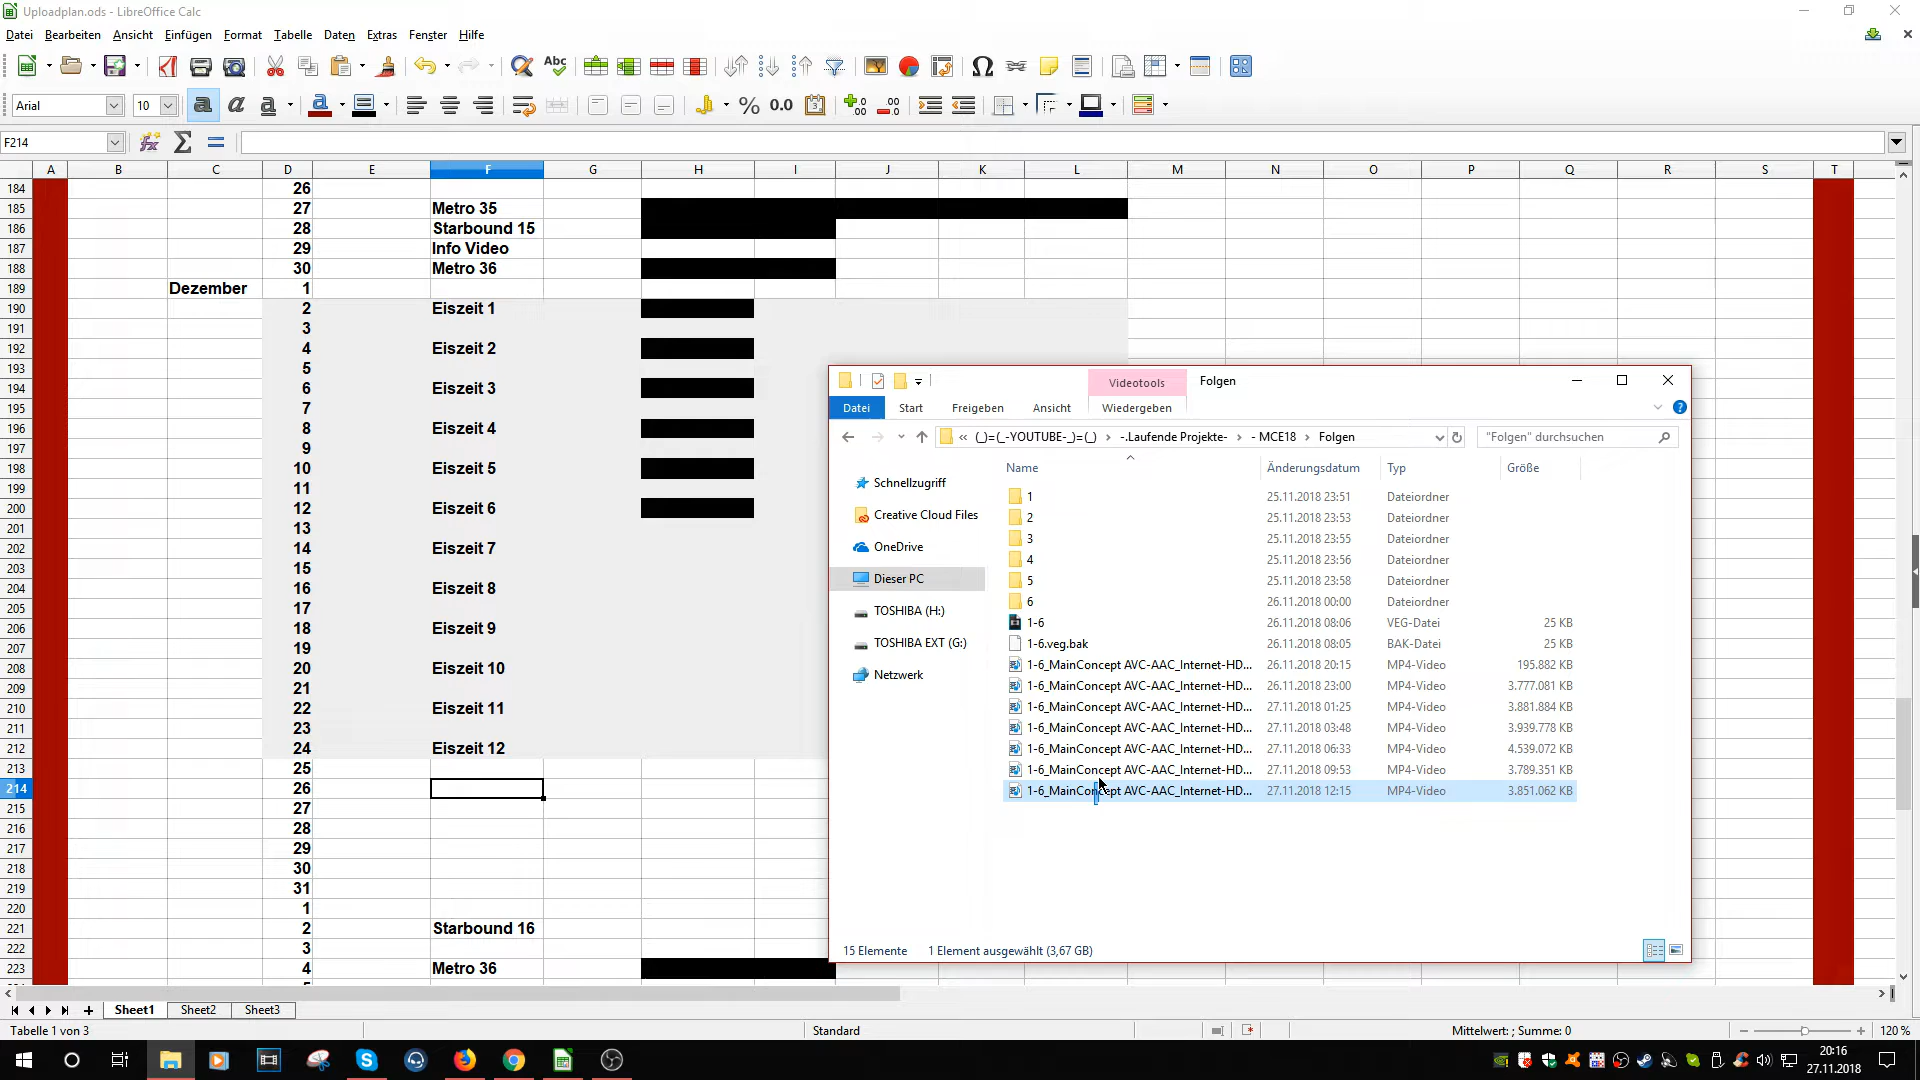 Uploadplan.ods - LibreOffice Calc
Datei Bearbeiten Ansicht Einfügen Format Tabelle Daten Extras Fenster Hilfe
Arial 10
F214
A B C D E F G H I J K L M N O P Q R S T
184 26
185 27 Metro 35
186 28 Starbound 15
187 29 Info Video
188 30 Metro 36
189 Dezember 1
190 2 Eiszeit 1
191 3
192 4 Eiszeit 2
193 5
194 6 Eiszeit 3
195 7
196 8 Eiszeit 4
197 9
198 10 Eiszeit 5
199 11
200 12 Eiszeit 6
201 13
202 14 Eiszeit 7
203 15
204 16 Eiszeit 8
205 17
206 18 Eiszeit 9
207 19
208 20 Eiszeit 10
209 21
210 22 Eiszeit 11
211 23
212 24 Eiszeit 12
213 25
214 26
215 27
216 28
217 29
218 30
219 31
220 1
221 2 Starbound 16
222 3
223 4 Metro 36
Videotools Folgen
Datei Start Freigeben Ansicht Wiedergeben
« (_)=(_-YOUTUBE-_)=(_) › -.Laufende Projekte- › - MCE18 › Folgen "Folgen" durchsuchen
Schnellzugriff
Creative Cloud Files
OneDrive
Dieser PC
TOSHIBA (H:)
TOSHIBA EXT (G:)
Netzwerk
Name Änderungsdatum Typ Größe
1 25.11.2018 23:51 Dateiordner
2 25.11.2018 23:53 Dateiordner
3 25.11.2018 23:55 Dateiordner
4 25.11.2018 23:56 Dateiordner
5 25.11.2018 23:58 Dateiordner
6 26.11.2018 00:00 Dateiordner
1-6 26.11.2018 08:06 VEG-Datei 25 KB
1-6.veg.bak 26.11.2018 08:05 BAK-Datei 25 KB
1-6_MainConcept AVC-AAC_Internet-HD... 26.11.2018 20:15 MP4-Video 195.882 KB
1-6_MainConcept AVC-AAC_Internet-HD... 26.11.2018 23:00 MP4-Video 3.777.081 KB
1-6_MainConcept AVC-AAC_Internet-HD... 27.11.2018 01:25 MP4-Video 3.881.884 KB
1-6_MainConcept AVC-AAC_Internet-HD... 27.11.2018 03:48 MP4-Video 3.939.778 KB
1-6_MainConcept AVC-AAC_Internet-HD... 27.11.2018 06:33 MP4-Video 4.539.072 KB
1-6_MainConcept AVC-AAC_Internet-HD... 27.11.2018 09:53 MP4-Video 3.789.351 KB
1-6_MainConcept AVC-AAC_Internet-HD... 27.11.2018 12:15 MP4-Video 3.851.062 KB
15 Elemente 1 Element ausgewählt (3,67 GB)
Sheet1 Sheet2 Sheet3
Tabelle 1 von 3 Standard Mittelwert: ; Summe: 0 120 %
20:16
27.11.2018